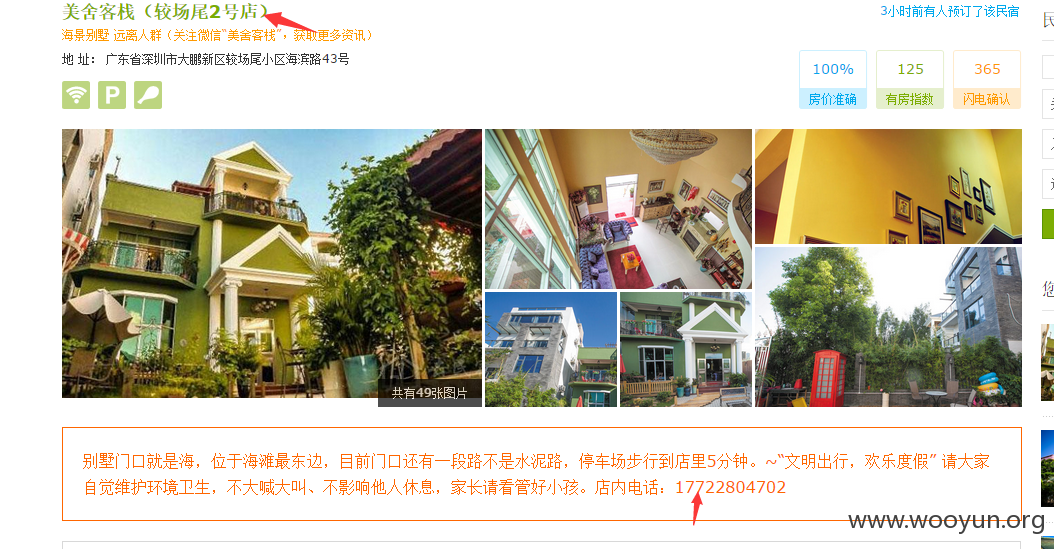 美舍客栈（较场尾2号店）
3小时前有人预订了该民宿
海景别墅 远离人群（关注微信“美舍客栈”，获取更多资讯）
地 址： 广东省深圳市大鹏新区较场尾小区海滨路43号
100%
125
365
房价准确
有房指数
闪电确认
共有49张图片
别墅门口就是海，位于海滩最东边，目前门口还有一段路不是水泥路，停车场步行到店里5分钟。~“文明出行，欢乐度假” 请大家
自觉维护环境卫生，不大喊大叫、不影响他人休息，家长请看管好小孩。店内电话：17722804702
www.wooyun.org